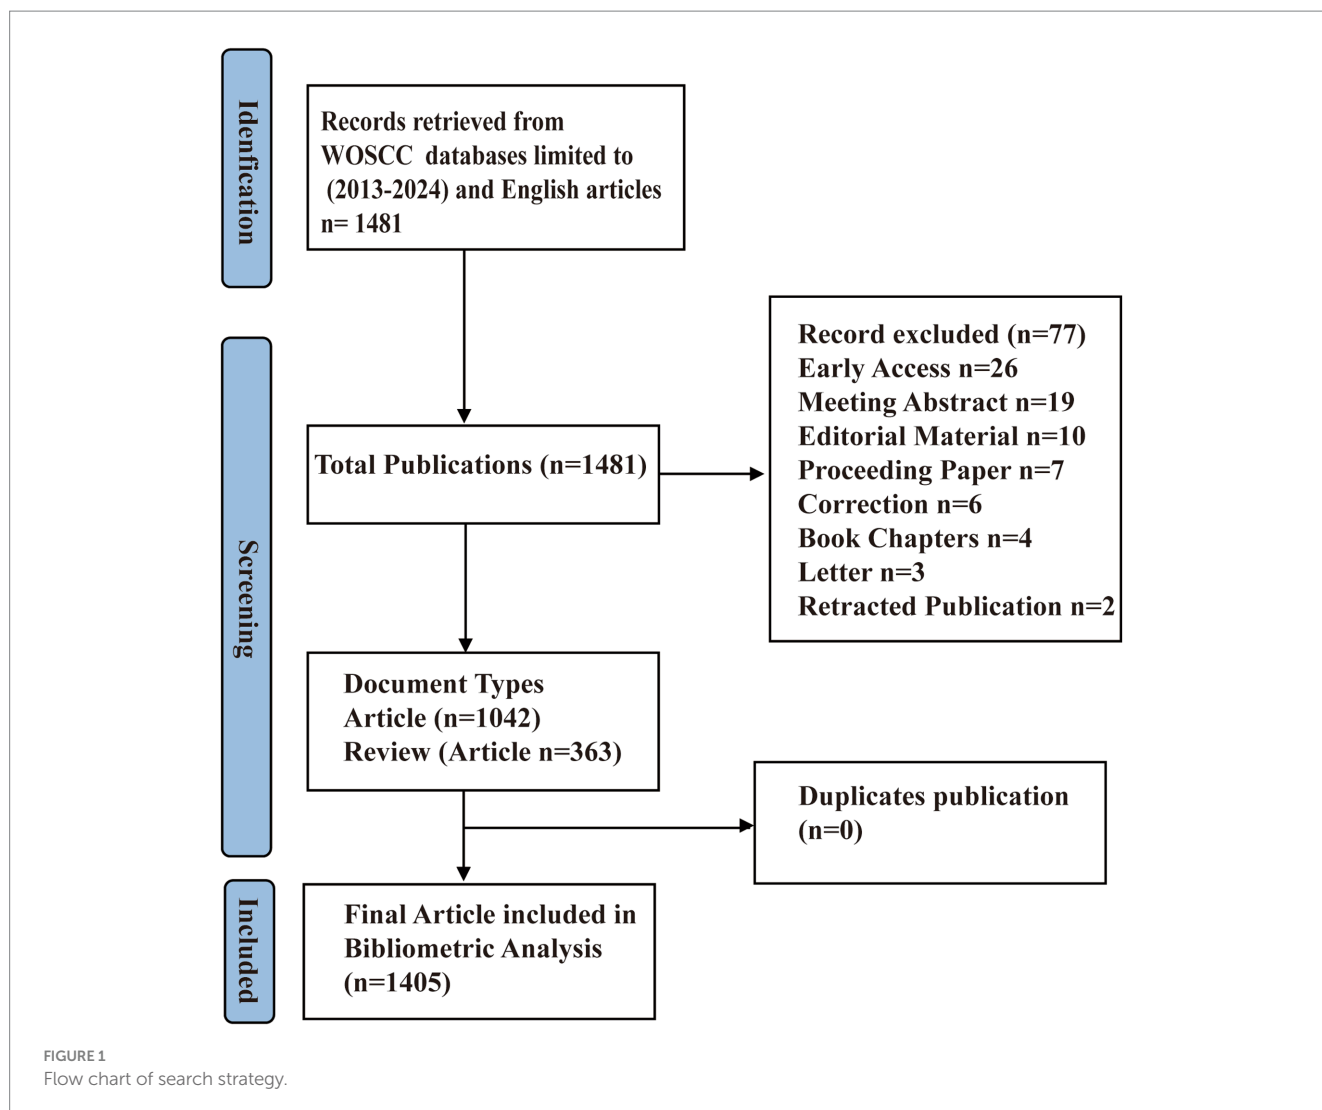 Idenfication
Records retrieved from
WOSCC databases limited to
(2013-2024) and English articles
n= 1481
Screening
Total Publications (n=1481)
Record excluded (n=77)
Early Access n=26
Meeting Abstract n=19
Editorial Material n=10
Proceeding Paper n=7
Correction n=6
Book Chapters n=4
Letter n=3
Retracted Publication n=2
Document Types
Article (n=1042)
Review (Article n=363)
Duplicates publication
(n=0)
Included
Final Article included in
Bibliometric Analysis
(n=1405)
FIGURE 1
Flow chart of search strategy.